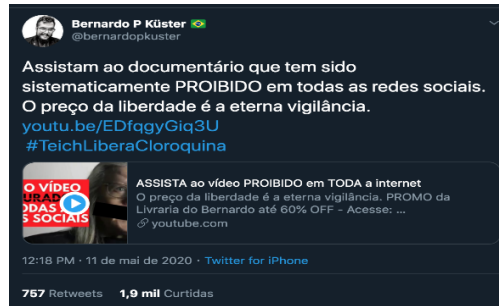 Bernardo P Küster
@bernardopkuster
Assistam ao documentário que tem sido
sistematicamente PROIBIDO em todas as redes sociais.
O preço da liberdade é a eterna vigilância.
youtu.be/EDfqgyGiq3U
#TeichLiberaCloroquina
O VÍDEO
URAD
ODAS
S SOCIAIS
ASSISTA ao vídeo PROIBIDO em TODA a internet
O preço da liberdade é a eterna vigilância. PROMO da
Livraria do Bernardo até 60% OFF - Acesse: ...
youtube.com
12:18 PM · 11 de mai de 2020 · Twitter for iPhone
757 Retweets 1,9 mil Curtidas